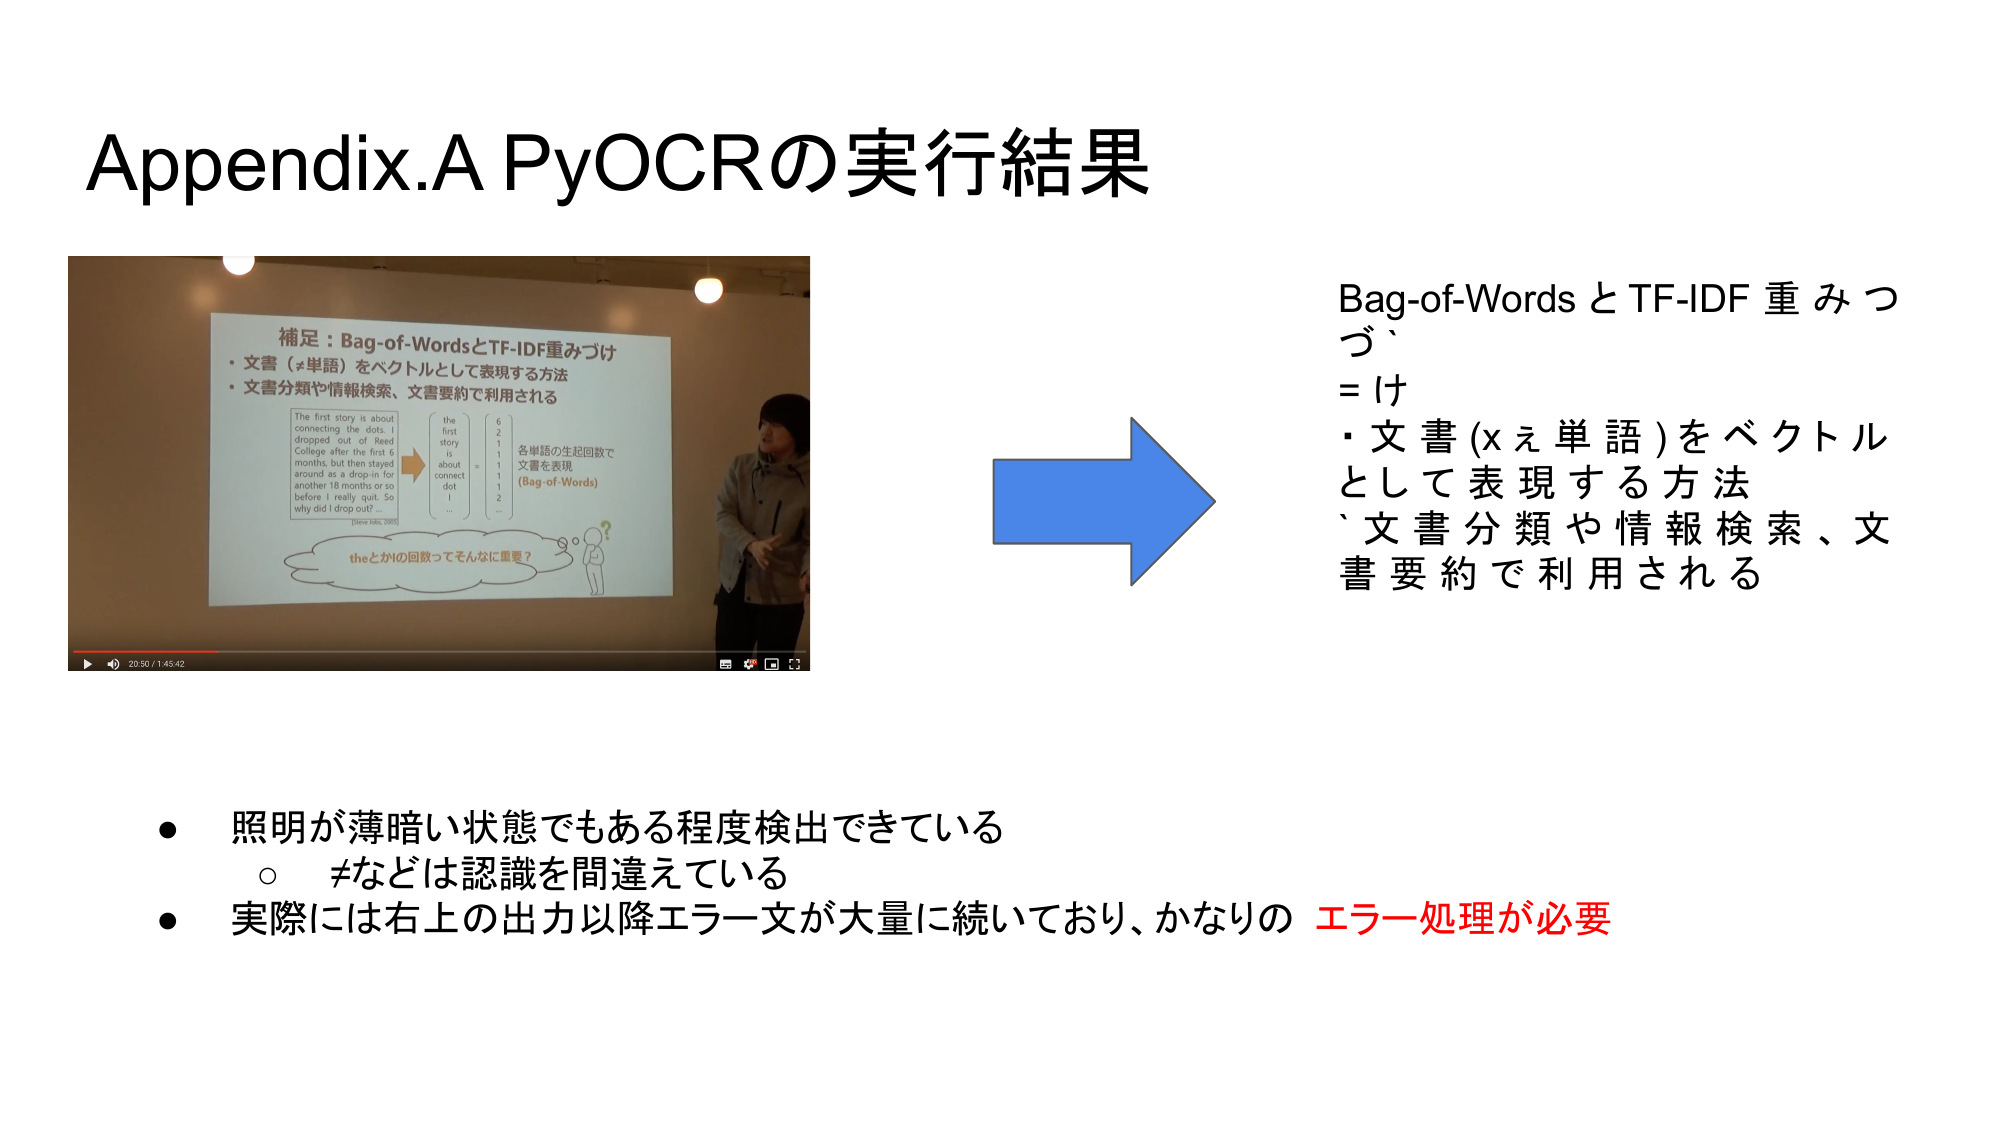 Appendix.A PyOCRの実行結果
補足：Bag-of-WordsとTF-IDF重みづけ
・文書（≠単語）をベクトルとして表現する方法
・文書分類や情報検索、文書要約で利用される
The first story is about
connecting the dots. I
dropped out of Reed
College after the first 6
months, but then stayed
around as a drop-in for
another 18 months or so
before I really quit. So
why did I drop out? ...
[Steve Jobs, 2005]
the
first
story
is
about
connect
dot
I
...
=
6
2
1
1
1
1
1
2
...
各単語の生起回数で
文書を表現
(Bag-of-Words)
theとかIの回数ってそんなに重要？
?
20:50 / 1:45:42
Bag-of-Words と TF-IDF 重 み つ
づ `
= け
・文 書 (x ぇ 単 語 ) を ベ ク ト ル
と し て 表 現 す る 方 法
` 文 書 分 類 や 情 報 検 索 、文
書 要 約 で 利 用 さ れ る
● 照明が薄暗い状態でもある程度検出できている
○ ≠などは認識を間違えている
● 実際には右上の出力以降エラー文が大量に続いており、かなりの エラー処理が必要